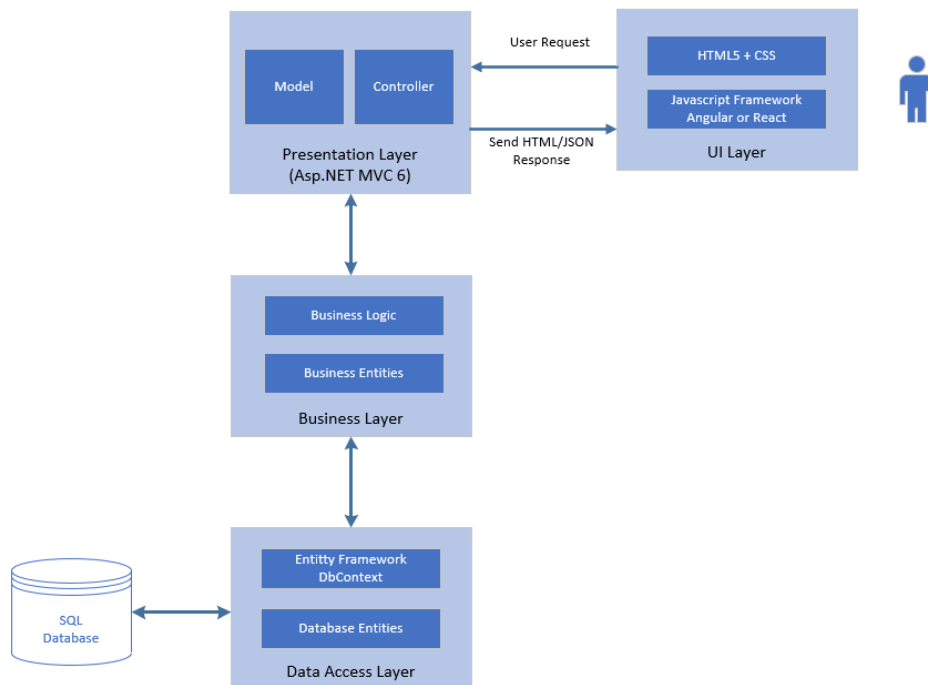 User Request
HTML5 + CSS
Model
Controller
Javascript Framework
Angular or React
Send HTML/JSON
Response
UI Layer
Presentation Layer
(Asp.NET MVC 6)
Business Logic
Business Entities
Business Layer
Entitty Framework
DbContext
SQL
Database
Database Entities
Data Access Layer